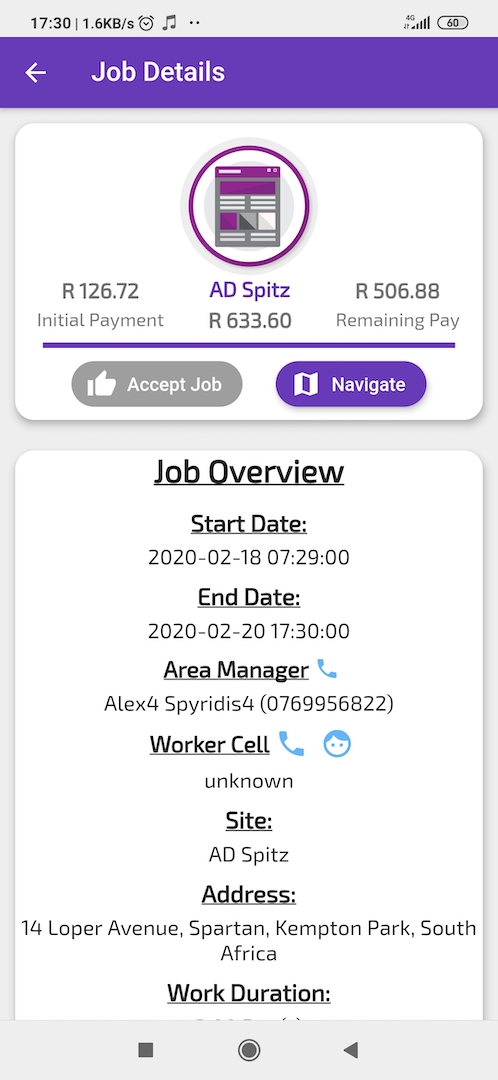 17:30 | 1.6KB/s
4G
60
Job Details
R 126.72
AD Spitz
R 506.88
Initial Payment
R 633.60
Remaining Pay
Accept Job
Navigate
Job Overview
Start Date:
2020-02-18 07:29:00
End Date:
2020-02-20 17:30:00
Area Manager
Alex4 Spyridis4 (0769956822)
Worker Cell
unknown
Site:
AD Spitz
Address:
14 Loper Avenue, Spartan, Kempton Park, South
Africa
Work Duration: